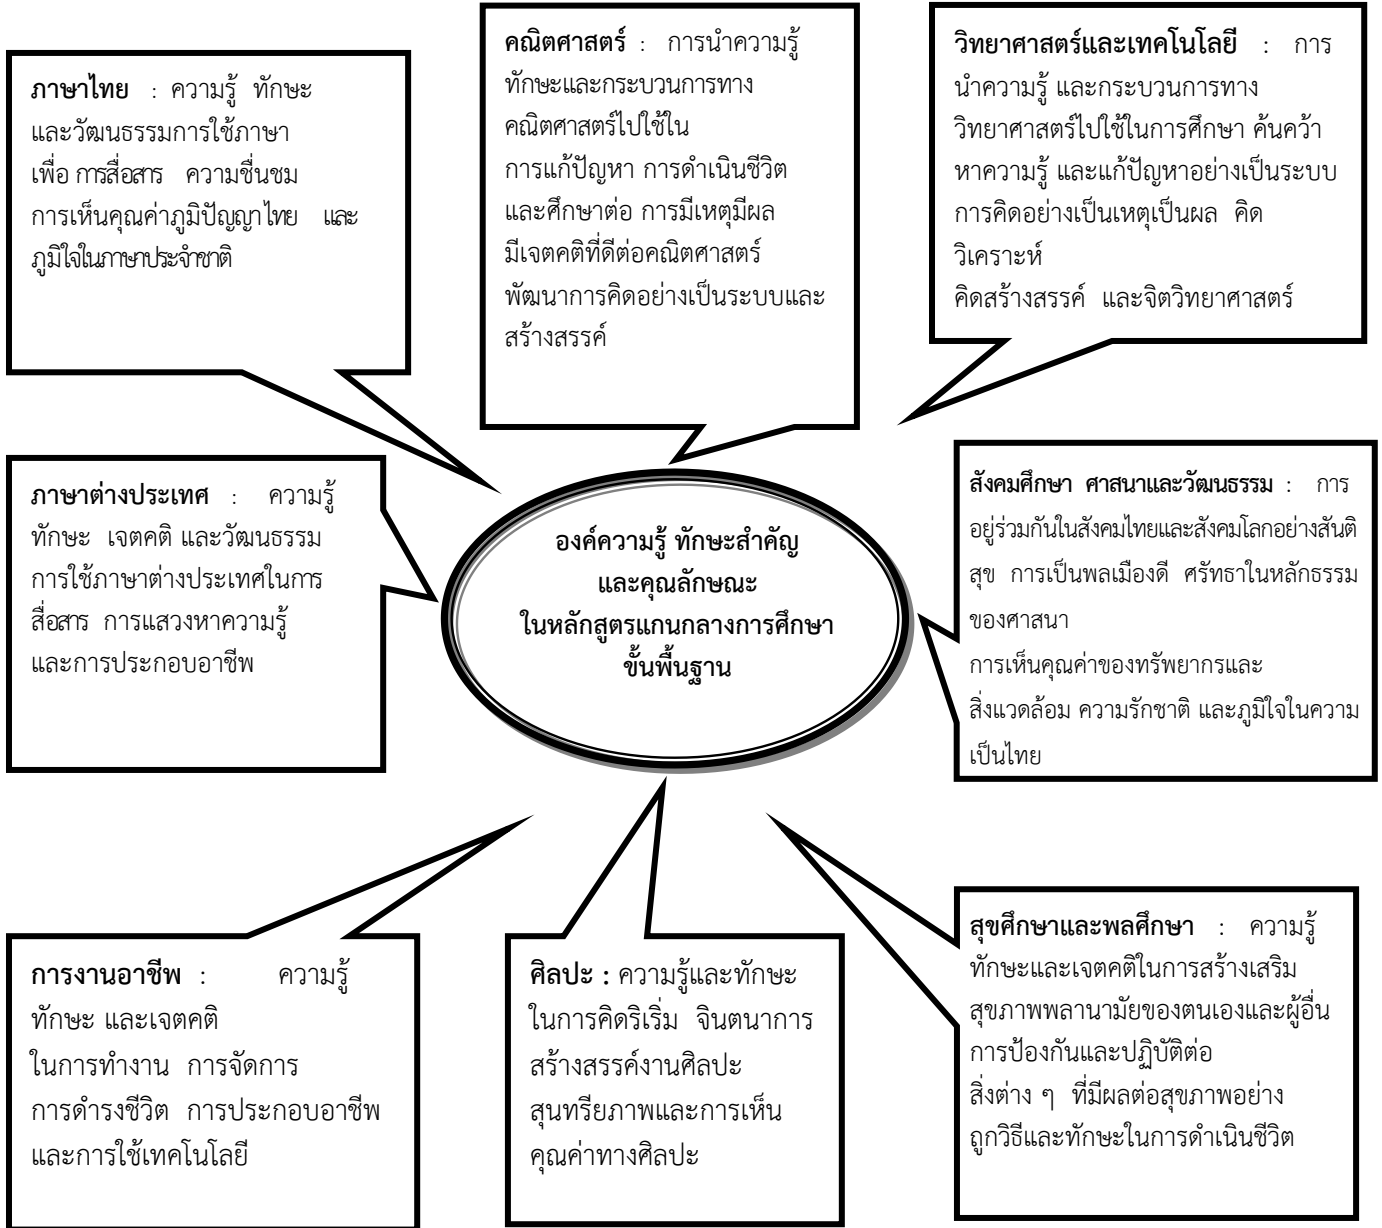 ภาษาไทย : ความรู้ ทักษะ
และวัฒนธรรมการใช้ภาษา
เพื่อ การสื่อสาร ความชื่นชม
การเห็นคุณค่าภูมิปัญญาไทย และ
ภูมิใจในภาษาประจำชาติ
คณิตศาสตร์ : การนำความรู้
ทักษะและกระบวนการทาง
คณิตศาสตร์ไปใช้ใน
การแก้ปัญหา การดำเนินชีวิต
และศึกษาต่อ การมีเหตุมีผล
มีเจตคติที่ดีต่อคณิตศาสตร์
พัฒนาการคิดอย่างเป็นระบบและ
สร้างสรรค์
วิทยาศาสตร์และเทคโนโลยี : การ
นำความรู้ และกระบวนการทาง
วิทยาศาสตร์ไปใช้ในการศึกษา ค้นคว้า
หาความรู้ และแก้ปัญหาอย่างเป็นระบบ
การคิดอย่างเป็นเหตุเป็นผล คิด
วิเคราะห์
คิดสร้างสรรค์ และจิตวิทยาศาสตร์
ภาษาต่างประเทศ : ความรู้
ทักษะ เจตคติ และวัฒนธรรม
การใช้ภาษาต่างประเทศในการ
สื่อสาร การแสวงหาความรู้
และการประกอบอาชีพ
องค์ความรู้ ทักษะสำคัญ
และคุณลักษณะ
ในหลักสูตรแกนกลางการศึกษา
ขั้นพื้นฐาน
สังคมศึกษา ศาสนาและวัฒนธรรม : การ
อยู่ร่วมกันในสังคมไทยและสังคมโลกอย่างสันติ
สุข การเป็นพลเมืองดี ศรัทธาในหลักธรรม
ของศาสนา
การเห็นคุณค่าของทรัพยากรและ
สิ่งแวดล้อม ความรักชาติ และภูมิใจในความ
เป็นไทย
การงานอาชีพ : ความรู้
ทักษะ และเจตคติ
ในการทำงาน การจัดการ
การดำรงชีวิต การประกอบอาชีพ
และการใช้เทคโนโลยี
ศิลปะ : ความรู้และทักษะ
ในการคิดริเริ่ม จินตนาการ
สร้างสรรค์งานศิลปะ
สุนทรียภาพและการเห็น
คุณค่าทางศิลปะ
สุขศึกษาและพลศึกษา : ความรู้
ทักษะและเจตคติในการสร้างเสริม
สุขภาพพลานามัยของตนเองและผู้อื่น
การป้องกันและปฏิบัติต่อ
สิ่งต่าง ๆ ที่มีผลต่อสุขภาพอย่าง
ถูกวิธีและทักษะในการดำเนินชีวิต